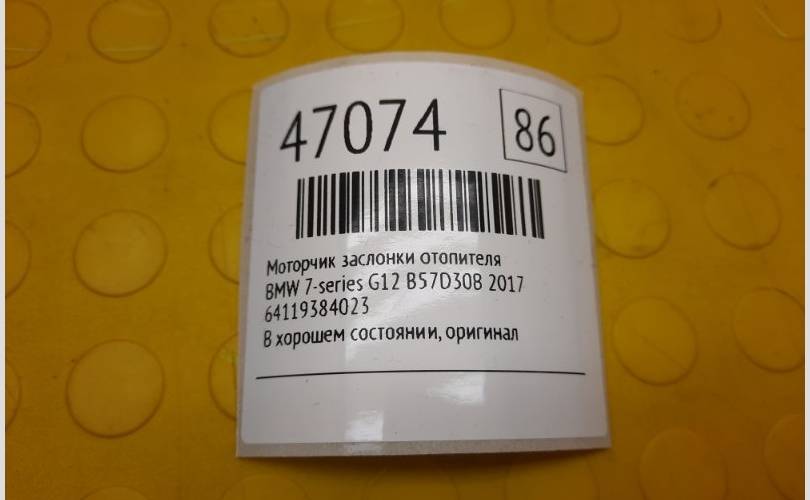 47074 86
Моторчик заслонки отопителя
BMW 7-series G12 B57D30B 2017
64119384023
В хорошем состоянии, оригинал